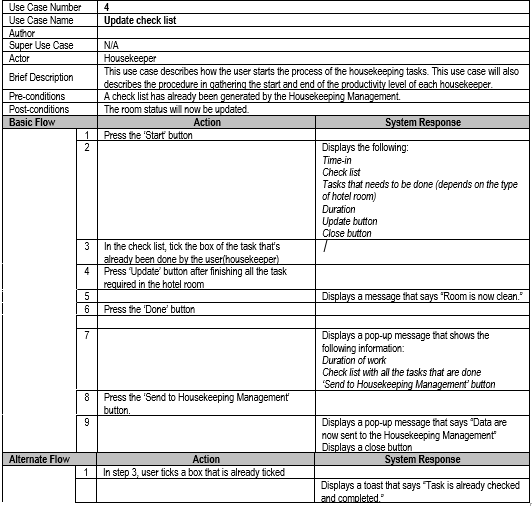 Use Case Number 4
Use Case Name Update check list
Author
Super Use Case N/A
Actor Housekeeper
Brief Description This use case describes how the user starts the process of the housekeeping tasks. This use case will also
describes the procedure in gathering the start and end of the productivity level of each housekeeper.
Pre-conditions A check list has already been generated by the Housekeeping Management.
Post-conditions The room status will now be updated.
Basic Flow Action System Response
1 Press the 'Start' button
2 Displays the following:
Time-in
Check list
Tasks that needs to be done (depends on the type
of hotel room)
Duration
Update button
Close button
3 In the check list, tick the box of the task that's /
already been done by the user(housekeeper)
4 Press 'Update' button after finishing all the task
required in the hotel room
5 Displays a message that says "Room is now clean."
6 Press the 'Done' button
7 Displays a pop-up message that shows the
following information:
Duration of work
Check list with all the tasks that are done
'Send to Housekeeping Management' button
8 Press the 'Send to Housekeeping Management'
button.
9 Displays a pop-up message that says "Data are
now sent to the Housekeeping Management"
Displays a close button
Alternate Flow Action System Response
1 In step 3, user ticks a box that is already ticked
Displays a toast that says "Task is already checked
and completed."